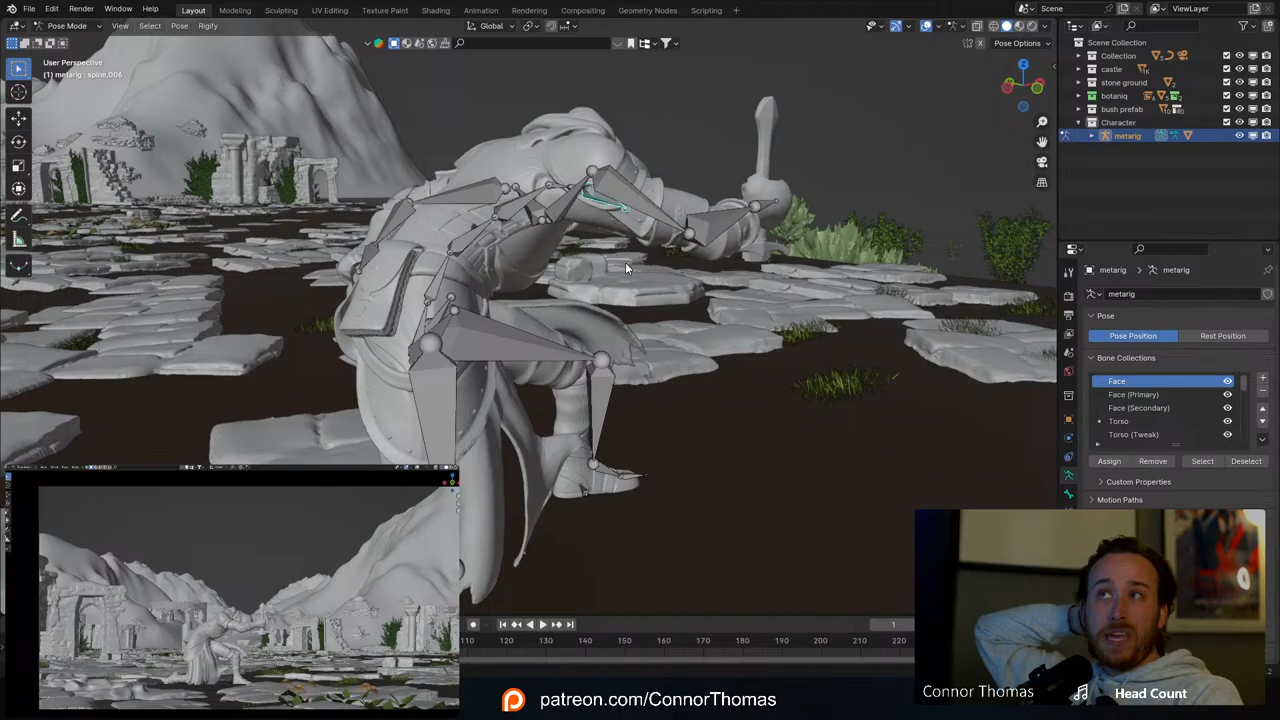 File Edit Render Window Help
Layout Modeling Sculpting UV Editing Texture Paint Shading Animation Rendering Compositing Geometry Nodes Scripting +
Scene
ViewLayer
Pose Mode View Select Pose Rigify
Global
Pose Options
User Perspective
(1) metarig : spine.006
Scene Collection
Collection
castle
stone ground
botaniq
bush prefab
Character
metarig
metarig > metarig
metarig
Pose
Pose Position Rest Position
Bone Collections
Face
Face (Primary)
Face (Secondary)
Torso
Torso (Tweak)
Assign Remove Select Deselect
Custom Properties
Motion Paths
1
110 120 130 140 150 160 170 180 190 200 210 220
Connor Thomas
Head Count
patreon.com/ConnorThomas